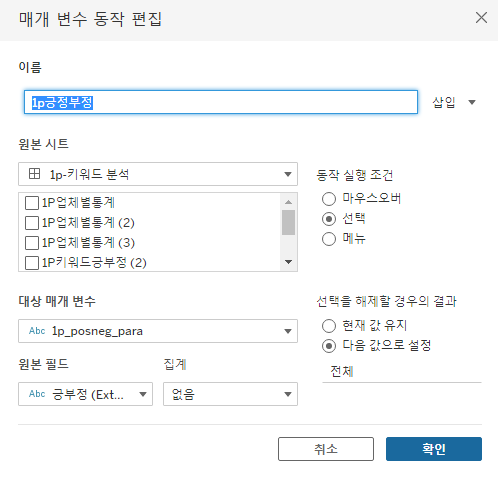 매개 변수 동작 편집
이름
1p긍정부정
삽입
원본 시트
1p-키워드 분석
1P업체별통계
1P업체별통계 (2)
1P업체별통계 (3)
1P키워드긍부정 (2)
동작 실행 조건
마우스오버
선택
메뉴
대상 매개 변수
Abc 1p_posneg_para
원본 필드
집계
Abc 긍부정 (Ext...
없음
선택을 해제할 경우의 결과
현재 값 유지
다음 값으로 설정
전체
취소
확인